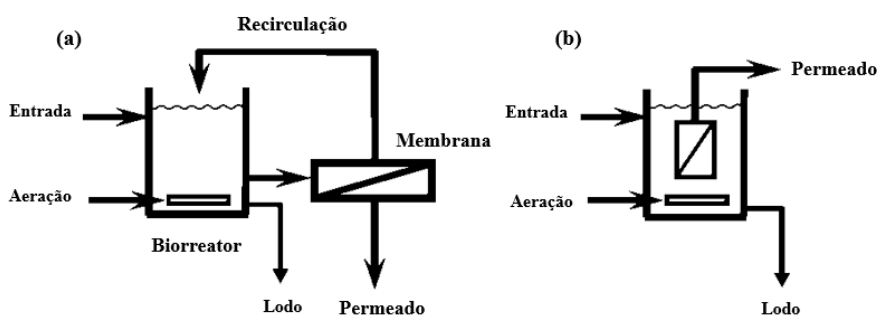 (a)
Recirculação
Entrada
Membrana
Aeração
Biorreator
Lodo
Permeado
(b)
Permeado
Entrada
Aeração
Lodo